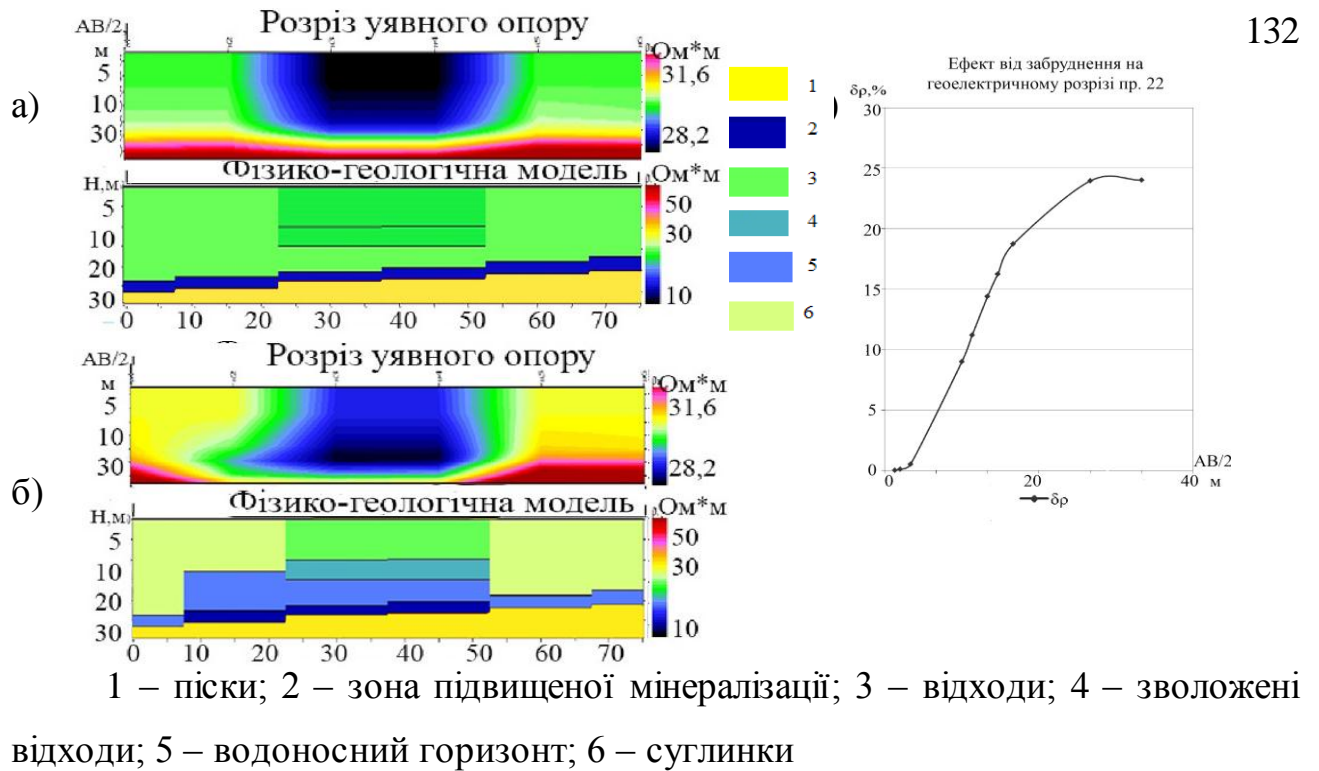 132
а)
Розріз уявного опору
АВ/2
м
5
10
30
Ом*м
31,6
28,2
Фізико-геологічна модель
Н,м
5
10
20
30
Ом*м
50
30
10
0 10 20 30 40 50 60 70
1
2
3
4
5
6
)
Ефект від забруднення на
геоелектричному розрізі пр. 22
δρ,%
30
25
20
15
10
5
0
0 20 40
АВ/2
м
δρ
б)
Розріз уявного опору
АВ/2
м
5
10
30
Ом*м
31,6
28,2
Фізико-геологічна модель
Н,м
5
10
20
30
Ом*м
50
30
10
0 10 20 30 40 50 60 70
1 – піски; 2 – зона підвищеної мінералізації; 3 – відходи; 4 – зволожені
відходи; 5 – водоносний горизонт; 6 – суглинки